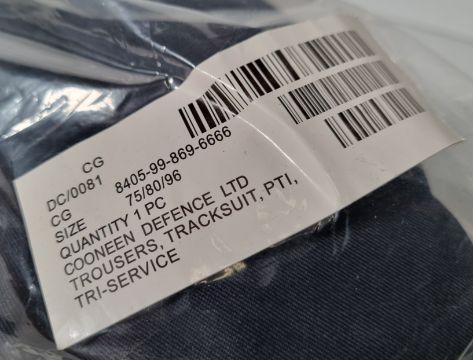 CG
DC/0081 8405-99-869-6666
CG
SIZE 75/80/96
QUANTITY 1 PC
COONEEN DEFENCE LTD
TROUSERS, TRACKSUIT, PTI,
TRI-SERVICE